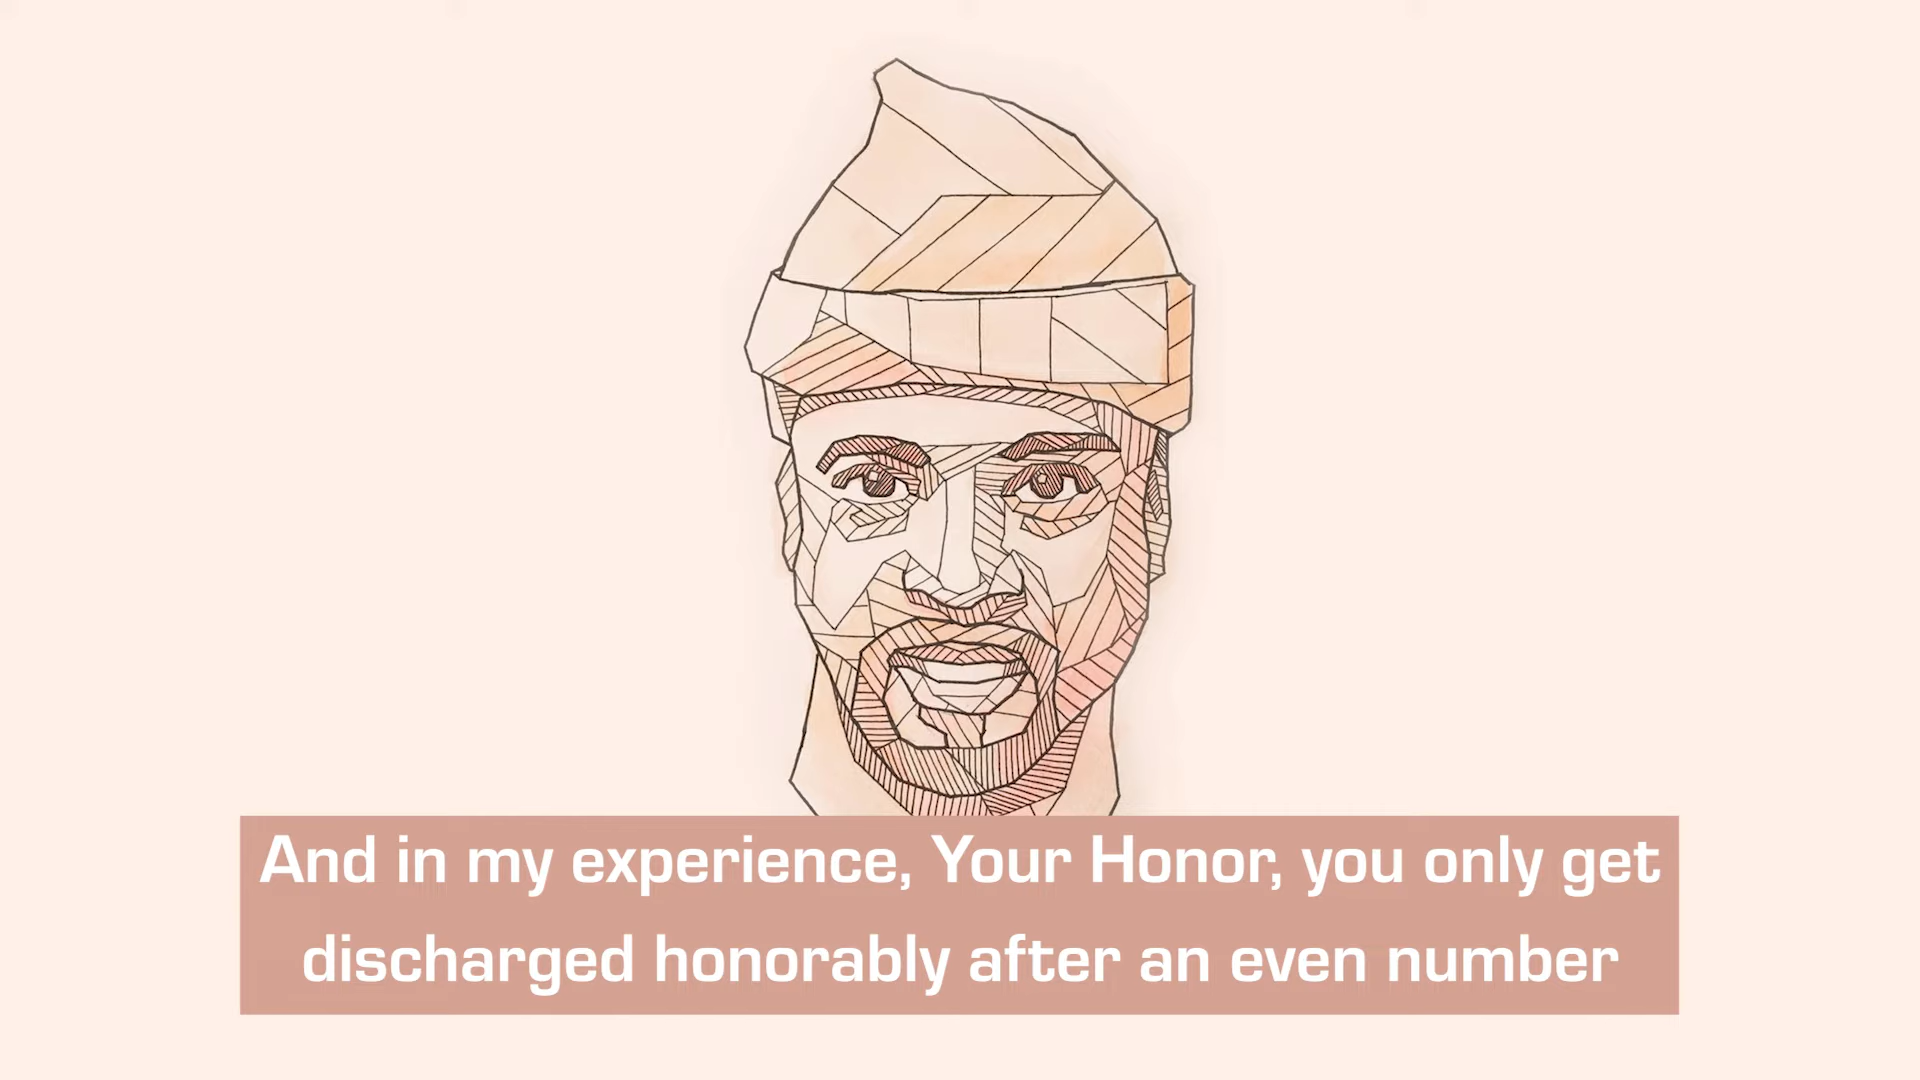 And in my experience, Your Honor, you only get
discharged honorably after an even number